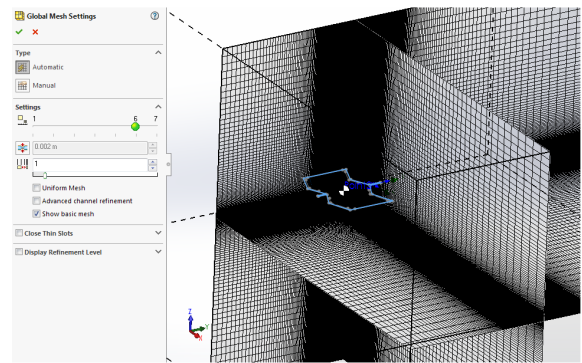 Global Mesh Settings
Type
Automatic
Manual
Settings
1 6 7
0.002 m
1
Uniform Mesh
Advanced channel refinement
Show basic mesh
Close Thin Slots
Display Refinement Level
Z
Y
X